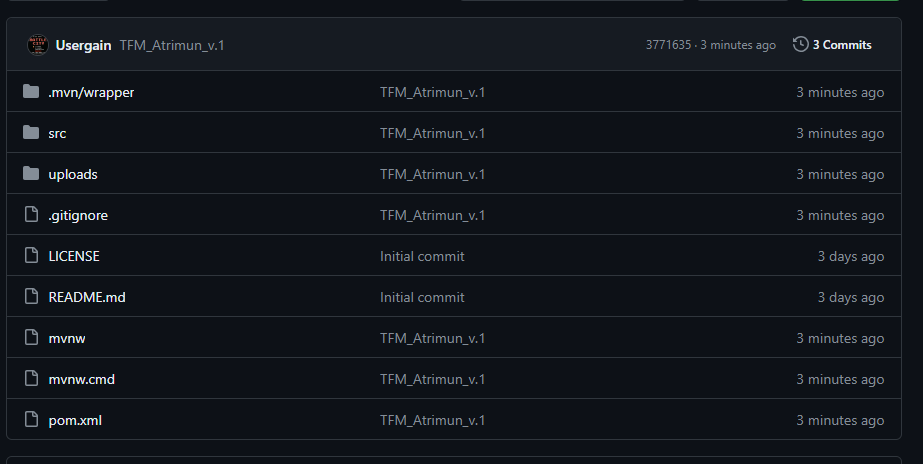 Usergain TFM_Atrimun_v.1 3771635 · 3 minutes ago 3 Commits
.mvn/wrapper TFM_Atrimun_v.1 3 minutes ago
src TFM_Atrimun_v.1 3 minutes ago
uploads TFM_Atrimun_v.1 3 minutes ago
.gitignore TFM_Atrimun_v.1 3 minutes ago
LICENSE Initial commit 3 days ago
README.md Initial commit 3 days ago
mvnw TFM_Atrimun_v.1 3 minutes ago
mvnw.cmd TFM_Atrimun_v.1 3 minutes ago
pom.xml TFM_Atrimun_v.1 3 minutes ago